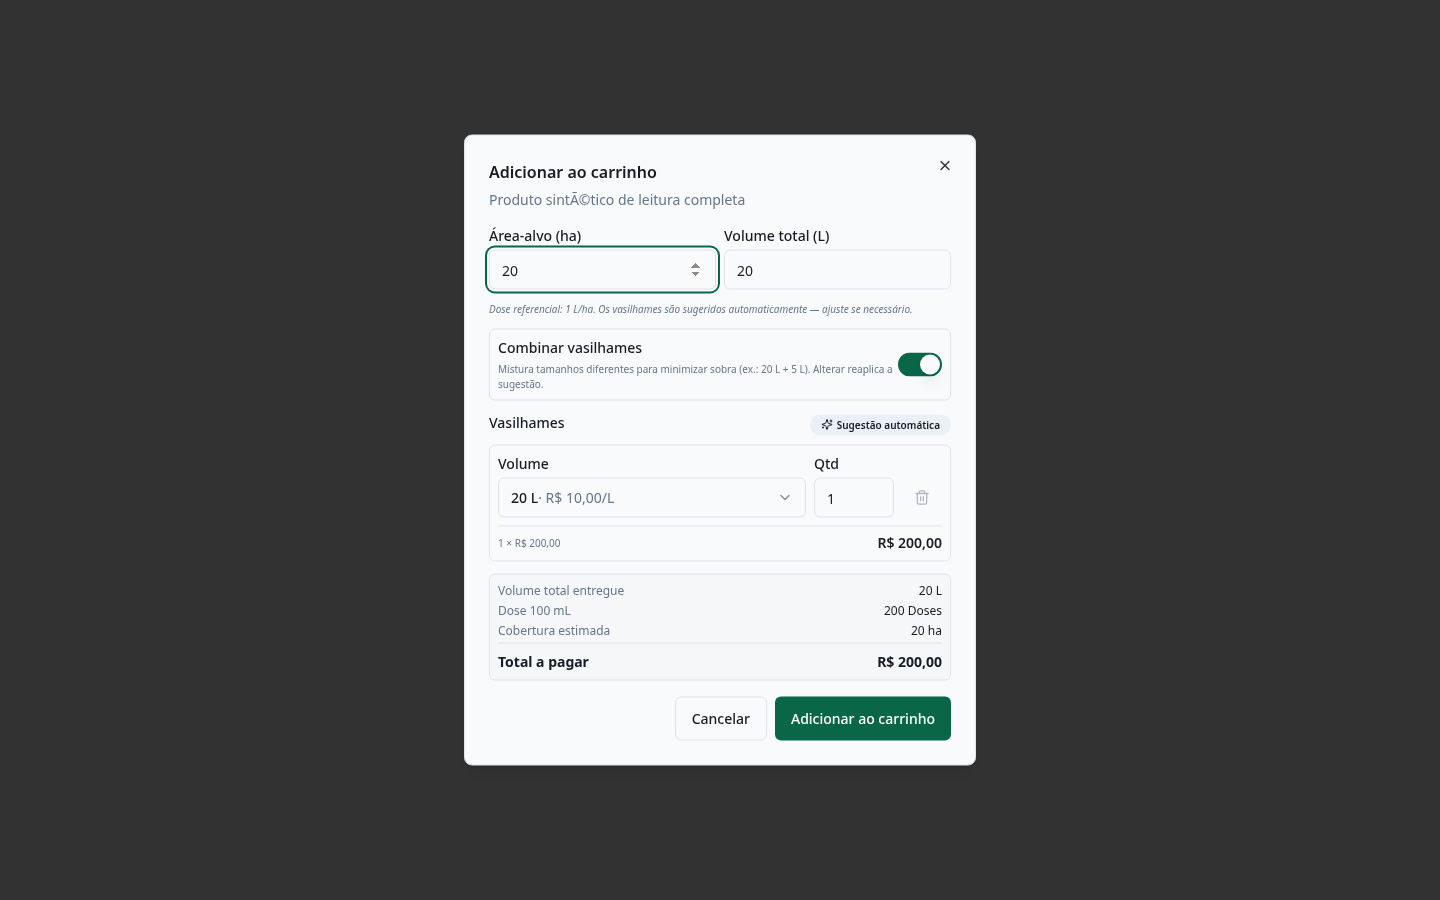 Adicionar ao carrinho
Produto sintÃ©tico de leitura completa
Área-alvo (ha)
Volume total (L)
20
20
Dose referencial: 1 L/ha. Os vasilhames são sugeridos automaticamente — ajuste se necessário.
Combinar vasilhames
Mistura tamanhos diferentes para minimizar sobra (ex.: 20 L + 5 L). Alterar reaplica a
sugestão.
Vasilhames
Sugestão automática
Volume
Qtd
20 L· R$ 10,00/L
1
1 × R$ 200,00
R$ 200,00
Volume total entregue
20 L
Dose 100 mL
200 Doses
Cobertura estimada
20 ha
Total a pagar
R$ 200,00
Cancelar
Adicionar ao carrinho